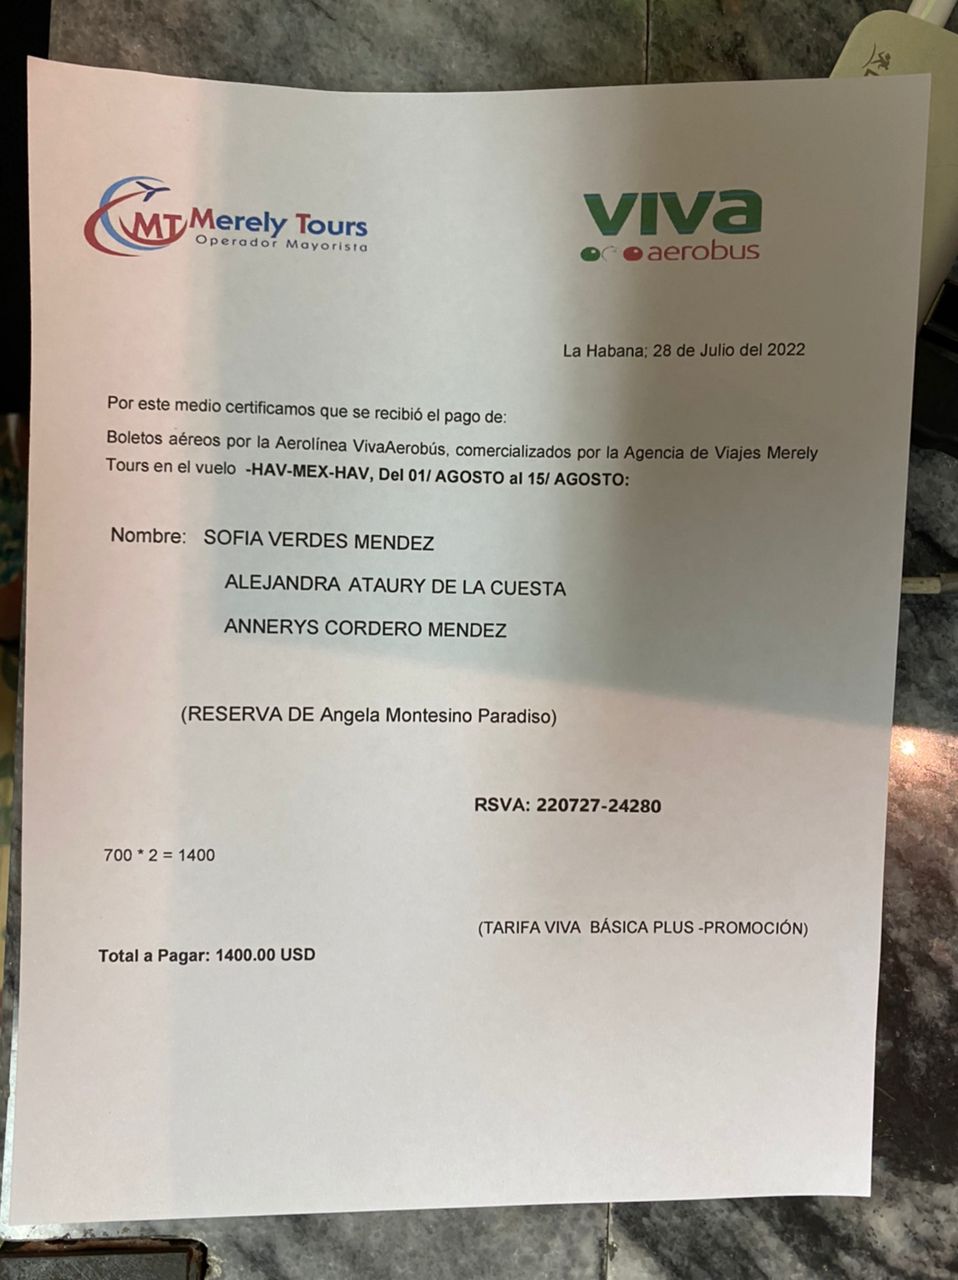 MT Merely Tours
Operador Mayorista
viva
aerobus
La Habana; 28 de Julio del 2022
Por este medio certificamos que se recibió el pago de:
Boletos aéreos por la Aerolínea VivaAerobús, comercializados por la Agencia de Viajes Merely
Tours en el vuelo -HAV-MEX-HAV, Del 01/ AGOSTO al 15/ AGOSTO:
Nombre: SOFIA VERDES MENDEZ
ALEJANDRA ATAURY DE LA CUESTA
ANNERYS CORDERO MENDEZ
(RESERVA DE Angela Montesino Paradiso)
RSVA: 220727-24280
700 * 2 = 1400
(TARIFA VIVA BÁSICA PLUS -PROMOCIÓN)
Total a Pagar: 1400.00 USD